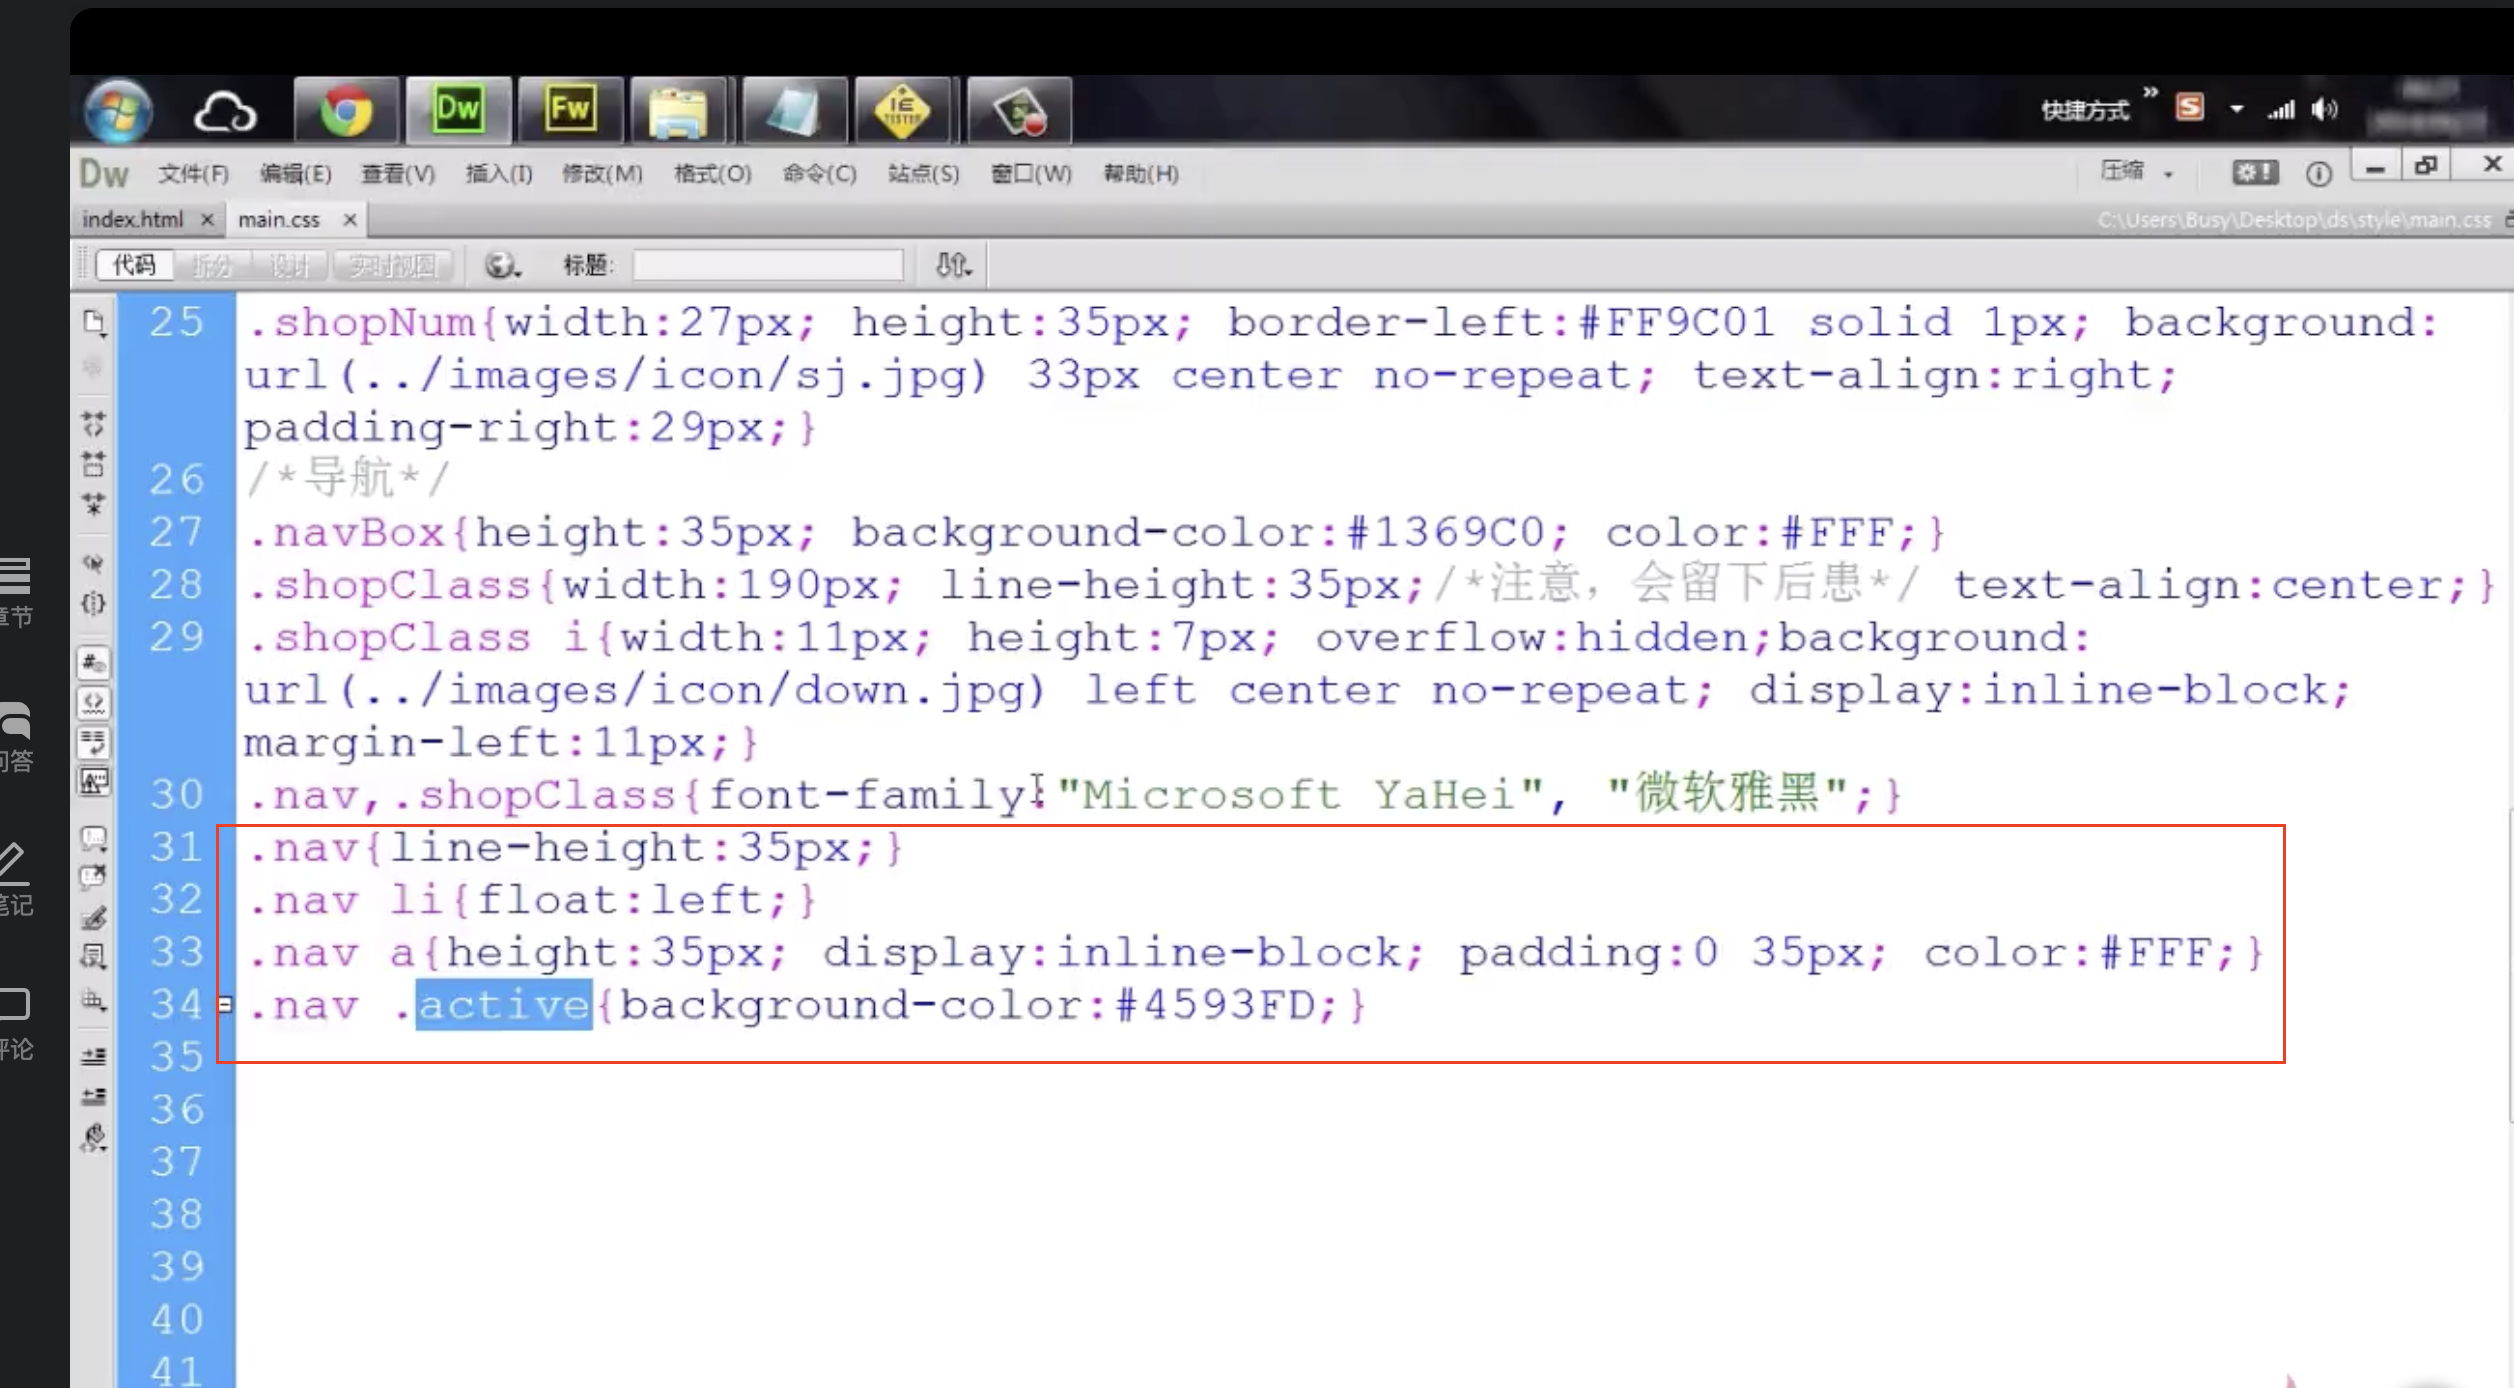 Dw
Fw
IE
TESTER
快捷方式
»
S
Dw 文件(F) 编辑(E) 查看(V) 插入(I) 修改(M) 格式(O) 命令(C) 站点(S) 窗口(W) 帮助(H) 压缩
index.html × main.css × C:\Users\Busy\Desktop\ds\style\main.css
代码 拆分 设计 实时视图 标题:
25 .shopNum{width:27px; height:35px; border-left:#FF9C01 solid 1px; background:
url(../images/icon/sj.jpg) 33px center no-repeat; text-align:right;
padding-right:29px;}
26 /*导航*/
27 .navBox{height:35px; background-color:#1369C0; color:#FFF;}
28 .shopClass{width:190px; line-height:35px;/*注意，会留下后患*/ text-align:center;}
29 .shopClass i{width:11px; height:7px; overflow:hidden;background:
url(../images/icon/down.jpg) left center no-repeat; display:inline-block;
margin-left:11px;}
30 .nav,.shopClass{font-family:"Microsoft YaHei", "微软雅黑";}
31 .nav{line-height:35px;}
32 .nav li{float:left;}
33 .nav a{height:35px; display:inline-block; padding:0 35px; color:#FFF;}
34 .nav .active{background-color:#4593FD;}
35
36
37
38
39
40
41
章节
问答
笔记
评论